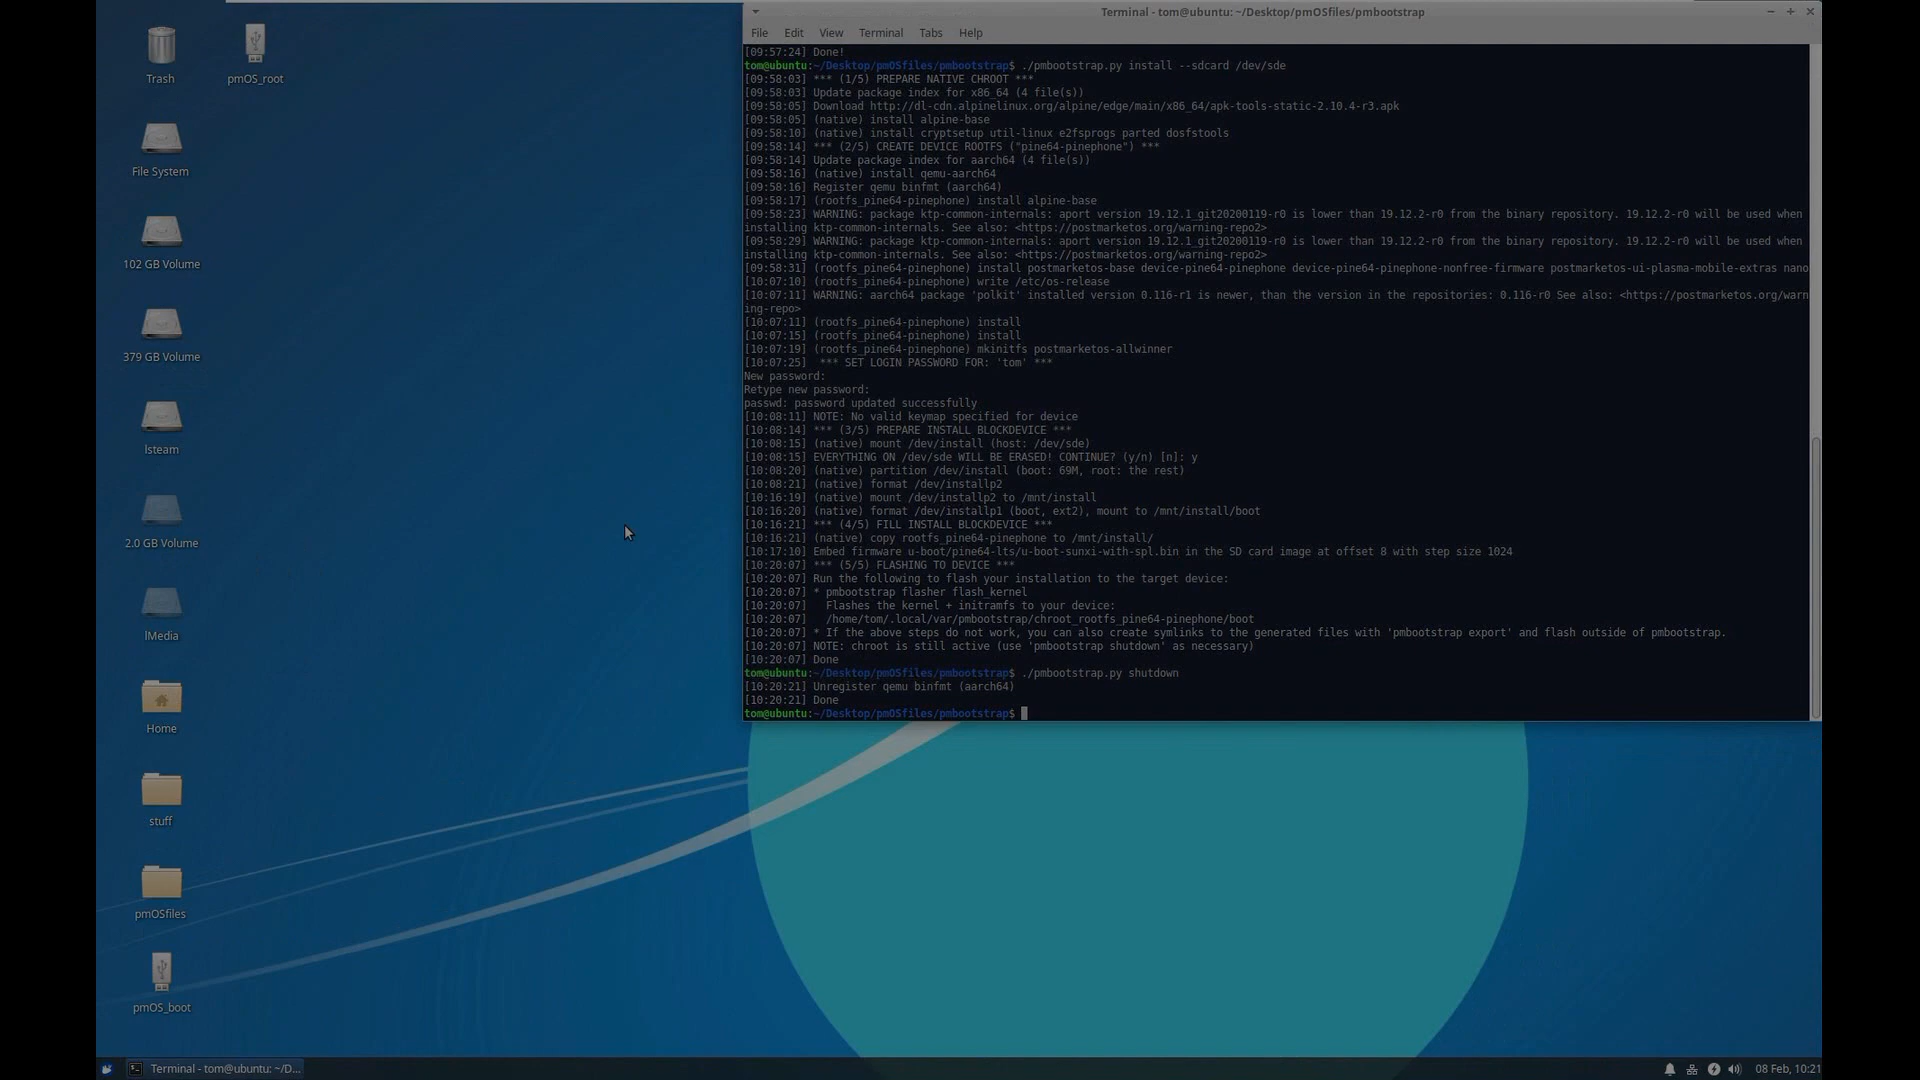 Trash
pmOS_root
File System
102 GB Volume
379 GB Volume
lsteam
2.0 GB Volume
lMedia
Home
stuff
pmOSfiles
pmOS_boot
Terminal - tom@ubuntu: ~/Desktop/pmOSfiles/pmbootstrap
File Edit View Terminal Tabs Help
[09:57:24] Done!
tom@ubuntu:~/Desktop/pmOSfiles/pmbootstrap$ ./pmbootstrap.py install --sdcard /dev/sde
[09:58:03] *** (1/5) PREPARE NATIVE CHROOT ***
[09:58:03] Update package index for x86_64 (4 file(s))
[09:58:05] Download http://dl-cdn.alpinelinux.org/alpine/edge/main/x86_64/apk-tools-static-2.10.4-r3.apk
[09:58:05] (native) install alpine-base
[09:58:10] (native) install cryptsetup util-linux e2fsprogs parted dosfstools
[09:58:14] *** (2/5) CREATE DEVICE ROOTFS ("pine64-pinephone") ***
[09:58:14] Update package index for aarch64 (4 file(s))
[09:58:16] (native) install qemu-aarch64
[09:58:16] Register qemu binfmt (aarch64)
[09:58:17] (rootfs_pine64-pinephone) install alpine-base
[09:58:23] WARNING: package ktp-common-internals: aport version 19.12.1_git20200119-r0 is lower than 19.12.2-r0 from the binary repository. 19.12.2-r0 will be used when
installing ktp-common-internals. See also: <https://postmarketos.org/warning-repo2>
[09:58:29] WARNING: package ktp-common-internals: aport version 19.12.1_git20200119-r0 is lower than 19.12.2-r0 from the binary repository. 19.12.2-r0 will be used when
installing ktp-common-internals. See also: <https://postmarketos.org/warning-repo2>
[09:58:31] (rootfs_pine64-pinephone) install postmarketos-base device-pine64-pinephone device-pine64-pinephone-nonfree-firmware postmarketos-ui-plasma-mobile-extras nano
[10:07:10] (rootfs_pine64-pinephone) write /etc/os-release
[10:07:11] WARNING: aarch64 package 'polkit' installed version 0.116-r1 is newer, than the version in the repositories: 0.116-r0 See also: <https://postmarketos.org/warn
ing-repo>
[10:07:11] (rootfs_pine64-pinephone) install
[10:07:15] (rootfs_pine64-pinephone) install
[10:07:19] (rootfs_pine64-pinephone) mkinitfs postmarketos-allwinner
[10:07:25]  *** SET LOGIN PASSWORD FOR: 'tom' ***
New password:
Retype new password:
passwd: password updated successfully
[10:08:11] NOTE: No valid keymap specified for device
[10:08:14] *** (3/5) PREPARE INSTALL BLOCKDEVICE ***
[10:08:15] (native) mount /dev/install (host: /dev/sde)
[10:08:15] EVERYTHING ON /dev/sde WILL BE ERASED! CONTINUE? (y/n) [n]: y
[10:08:20] (native) partition /dev/install (boot: 69M, root: the rest)
[10:08:21] (native) format /dev/installp2
[10:16:19] (native) mount /dev/installp2 to /mnt/install
[10:16:20] (native) format /dev/installp1 (boot, ext2), mount to /mnt/install/boot
[10:16:21] *** (4/5) FILL INSTALL BLOCKDEVICE ***
[10:16:21] (native) copy rootfs_pine64-pinephone to /mnt/install/
[10:17:10] Embed firmware u-boot/pine64-lts/u-boot-sunxi-with-spl.bin in the SD card image at offset 8 with step size 1024
[10:20:07] *** (5/5) FLASHING TO DEVICE ***
[10:20:07] Run the following to flash your installation to the target device:
[10:20:07] * pmbootstrap flasher flash_kernel
[10:20:07]   Flashes the kernel + initramfs to your device:
[10:20:07]   /home/tom/.local/var/pmbootstrap/chroot_rootfs_pine64-pinephone/boot
[10:20:07] * If the above steps do not work, you can also create symlinks to the generated files with 'pmbootstrap export' and flash outside of pmbootstrap.
[10:20:07] NOTE: chroot is still active (use 'pmbootstrap shutdown' as necessary)
[10:20:07] Done
tom@ubuntu:~/Desktop/pmOSfiles/pmbootstrap$ ./pmbootstrap.py shutdown
[10:20:21] Unregister qemu binfmt (aarch64)
[10:20:21] Done
tom@ubuntu:~/Desktop/pmOSfiles/pmbootstrap$
Terminal - tom@ubuntu: ~/D...
08 Feb, 10:21